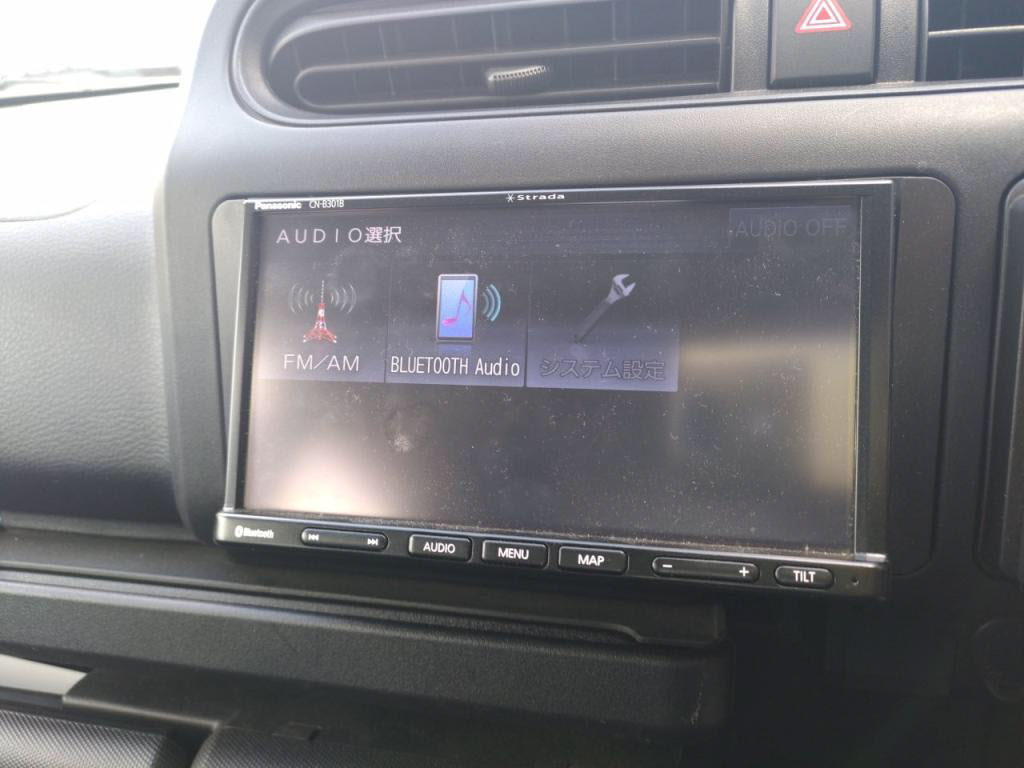 Panasonic CN-B301B
Strada
AUDIO選択
AUDIO OFF
FM/AM
BLUETOOTH Audio
システム設定
Bluetooth
AUDIO
MENU
MAP
− +
TILT